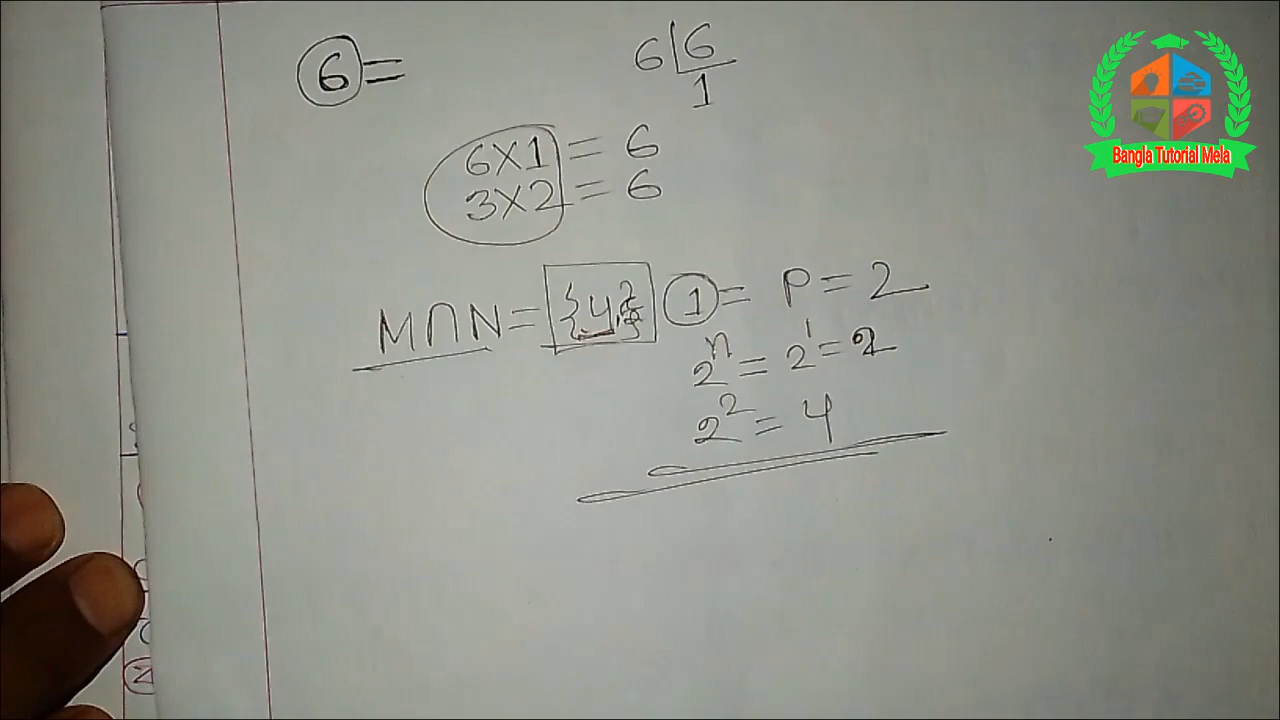 6 =
6 | 6
1
6 X 1 = 6
3 X 2 = 6
M ∩ N = {4, } 1 = P = 2
2ⁿ = 2¹ = 2
2² = 4
Bangla Tutorial Mela